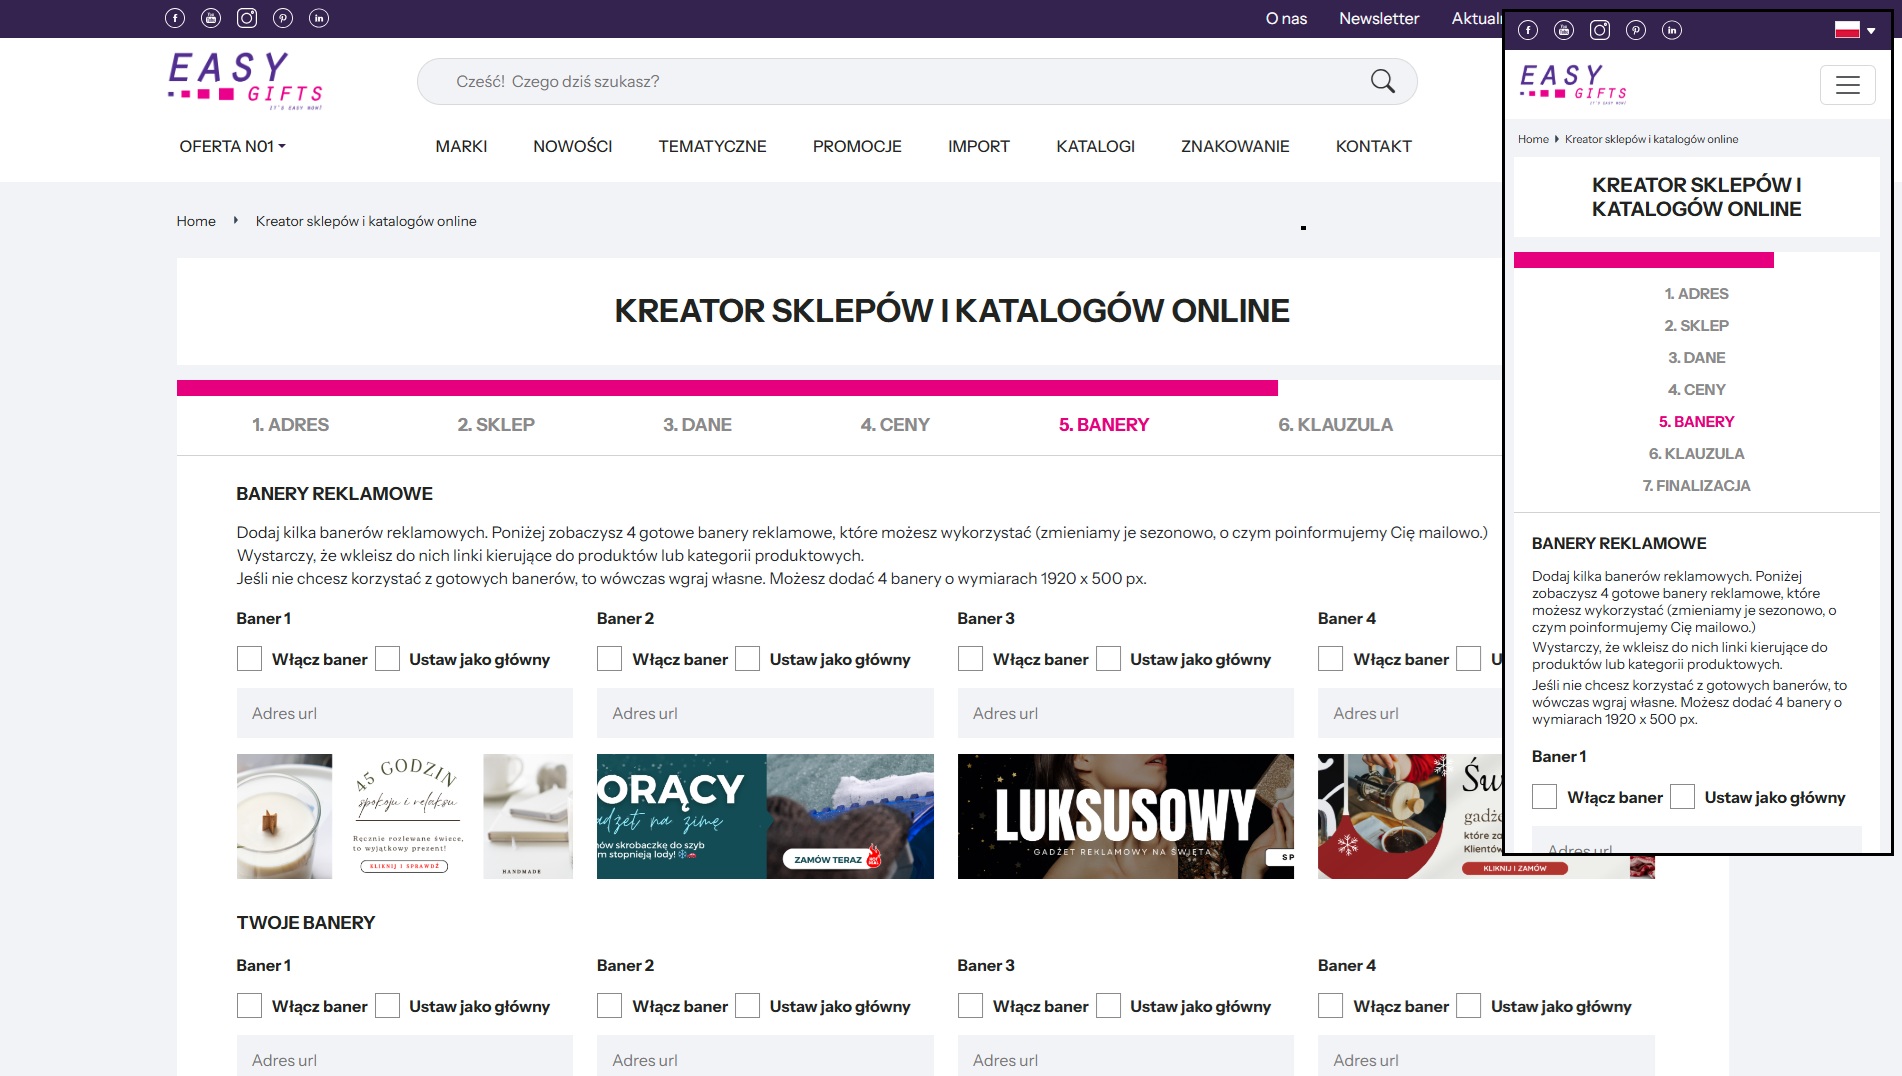 O nas Newsletter
EASY
GIFTS
IT'S EASY NOW!
Cześć! Czego dziś szukasz?
OFERTA N01 MARKI NOWOŚCI TEMATYCZNE PROMOCJE IMPORT KATALOGI ZNAKOWANIE KONTAKT
Home Kreator sklepów i katalogów online
KREATOR SKLEPÓW I KATALOGÓW ONLINE
1. ADRES 2. SKLEP 3. DANE 4. CENY 5. BANERY 6. KLAUZULA
BANERY REKLAMOWE
Dodaj kilka banerów reklamowych. Poniżej zobaczysz 4 gotowe banery reklamowe, które możesz wykorzystać (zmieniamy je sezonowo, o czym poinformujemy Cię mailowo.)
Wystarczy, że wkleisz do nich linki kierujące do produktów lub kategorii produktowych.
Jeśli nie chcesz korzystać z gotowych banerów, to wówczas wgraj własne. Możesz dodać 4 banery o wymiarach 1920 x 500 px.
Baner 1 Baner 2 Baner 3 Baner 4
Włącz baner Ustaw jako główny Włącz baner Ustaw jako główny Włącz baner Ustaw jako główny Włącz baner U
Adres url Adres url Adres url Adres url
45 GODZIN
spokoju i relaksu
Ręcznie rozlewane świece,
to wyjątkowy prezent!
KLIKNIJ I SPRAWDŹ
HANDMADE
ORĄCY
adżet na zimę
ów skrobaczkę do szyb
m stopnieją lody!
ZAMÓW TERAZ
LUKSUSOWY
GADŻET REKLAMOWY NA ŚWIĘTA
SP
Św
gadże
które za
Klientów
KLIKNIJ I ZAMÓW
TWOJE BANERY
Baner 1 Baner 2 Baner 3 Baner 4
Włącz baner Ustaw jako główny Włącz baner Ustaw jako główny Włącz baner Ustaw jako główny Włącz baner Ustaw jako główny
Adres url Adres url Adres url Adres url
EASY
GIFTS
IT'S EASY NOW!
Home Kreator sklepów i katalogów online
KREATOR SKLEPÓW I
KATALOGÓW ONLINE
1. ADRES
2. SKLEP
3. DANE
4. CENY
5. BANERY
6. KLAUZULA
7. FINALIZACJA
BANERY REKLAMOWE
Dodaj kilka banerów reklamowych. Poniżej
zobaczysz 4 gotowe banery reklamowe, które
możesz wykorzystać (zmieniamy je sezonowo, o
czym poinformujemy Cię mailowo.)
Wystarczy, że wkleisz do nich linki kierujące do
produktów lub kategorii produktowych.
Jeśli nie chcesz korzystać z gotowych banerów, to
wówczas wgraj własne. Możesz dodać 4 banery o
wymiarach 1920 x 500 px.
Baner 1
Włącz baner Ustaw jako główny
Adres url